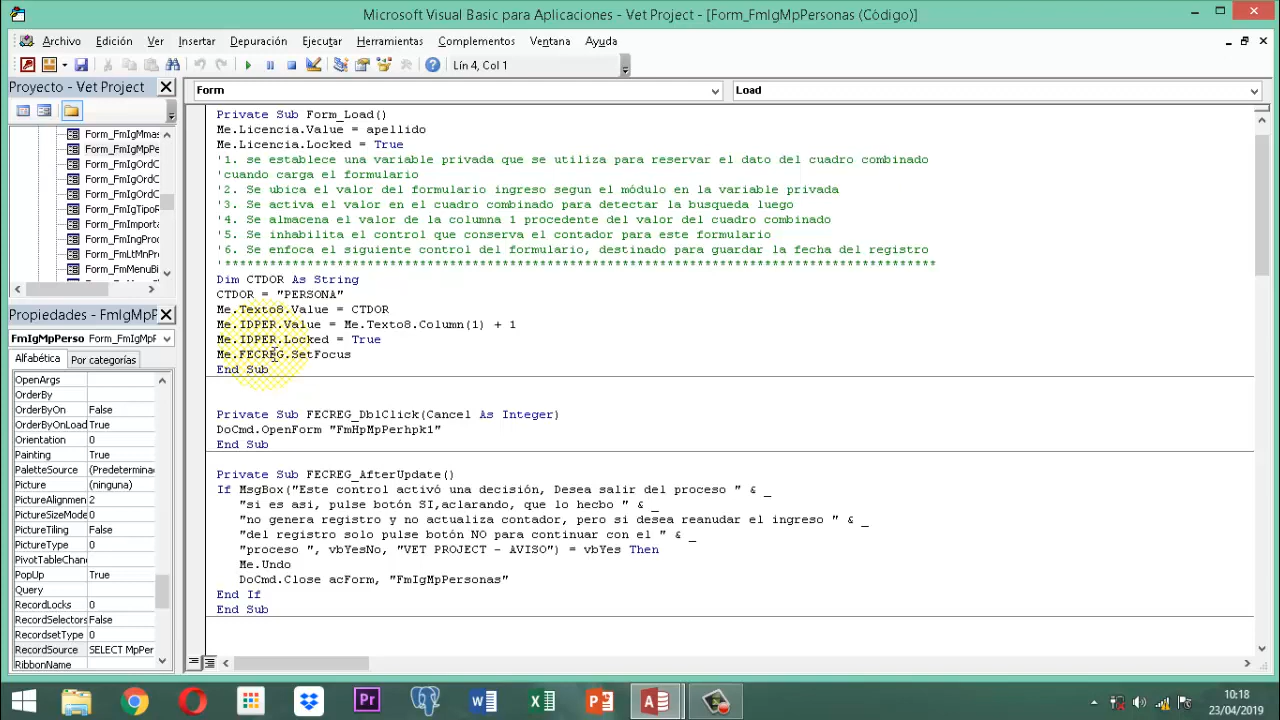 Microsoft Visual Basic para Aplicaciones - Vet Project - [Form_FmIgMpPersonas (Código)]
Archivo Edición Ver Insertar Formato Depuración Ejecutar Herramientas Complementos Ventana Ayuda
Lín 4, Col 1
Proyecto - Vet Project
Form
Load
Form_FmIgMmas
Form_FmIgMpPe
Form_FmIgOrdC
Form_FmIgOrdC
Form_FmIgOrdC
Form_FmIgTipoR
Form_FmImporta
Form_FmIngProc
Form_FmLtMnPr
Form_FmMenuBi
Propiedades - FmIgMpP
FmIgMpPerso Form_FmIgMpF
Alfabética Por categorías
OpenArgs
OrderBy
OrderByOn False
OrderByOnLoad True
Orientation 0
Painting True
PaletteSource (Predetermina
Picture (ninguna)
PictureAlignmen 2
PictureSizeMode 0
PictureTiling False
PictureType 0
PivotTableChang
PopUp True
Query
RecordLocks 0
RecordSelectors False
RecordsetType 0
RecordSource SELECT MpPer
RibbonName
Private Sub Form_Load()
Me.Licencia.Value = apellido
Me.Licencia.Locked = True
'1. se establece una variable privada que se utiliza para reservar el dato del cuadro combinado
'cuando carga el formulario
'2. Se ubica el valor del formulario ingreso segun el módulo en la variable privada
'3. Se activa el valor en el cuadro combinado para detectar la busqueda luego
'4. Se almacena el valor de la columna 1 procedente del valor del cuadro combinado
'5. Se inhabilita el control que conserva el contador para este formulario
'6. Se enfoca el siguiente control del formulario, destinado para guardar la fecha del registro
'***********************************************************************************************
Dim CTDOR As String
CTDOR = "PERSONA"
Me.Texto8.Value = CTDOR
Me.IDPER.Value = Me.Texto8.Column(1) + 1
Me.IDPER.Locked = True
Me.FECREG.SetFocus
End Sub
Private Sub FECREG_DblClick(Cancel As Integer)
DoCmd.OpenForm "FmHpMpPerhpk1"
End Sub
Private Sub FECREG_AfterUpdate()
If MsgBox("Este control activó una decisión, Desea salir del proceso " & _
"si es asi, pulse botón SI,aclarando, que lo hecbo " & _
"no genera registro y no actualiza contador, pero si desea reanudar el ingreso " & _
"del registro solo pulse botón NO para continuar con el " & _
"proceso ", vbYesNo, "VET PROJECT - AVISO") = vbYes Then
Me.Undo
DoCmd.Close acForm, "FmIgMpPersonas"
End If
End Sub
10:18
23/04/2019